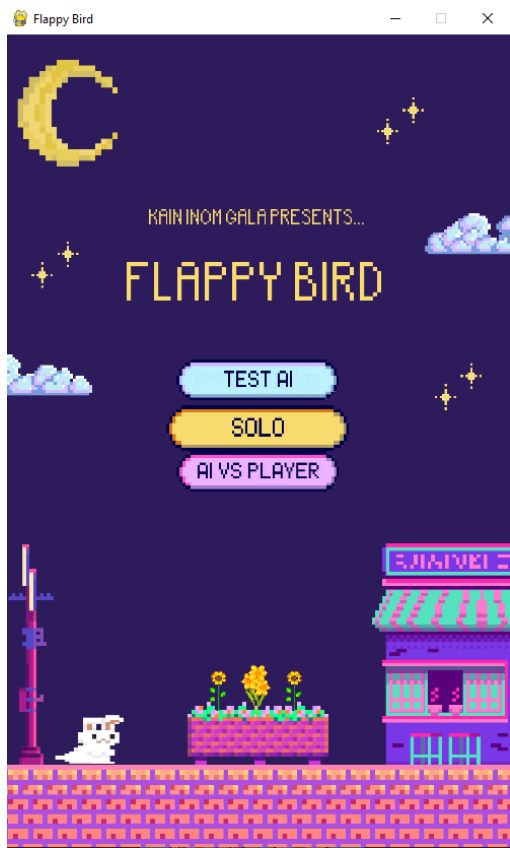 Flappy Bird
KAIN INOM GALA PRESENTS...
FLAPPY BIRD
TEST AI
SOLO
AI VS PLAYER